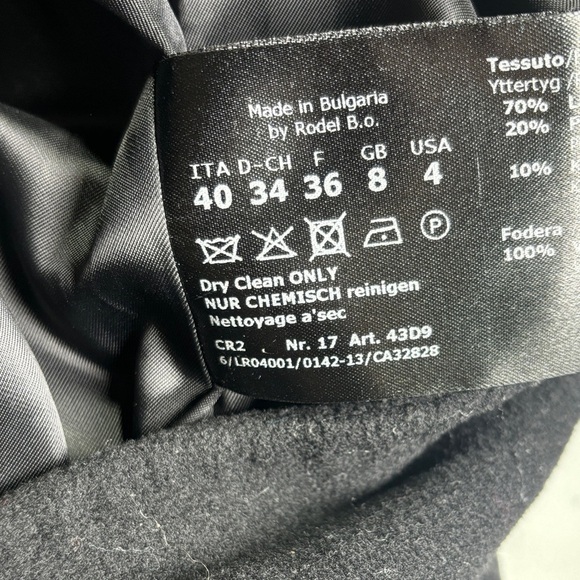 Made in Bulgaria
by Rodel B.o.
ITA D-CH F GB USA
40 34 36 8 4
P
Dry Clean ONLY
NUR CHEMISCH reinigen
Nettoyage a'sec
CR2 . Nr. 17 Art. 43D9
6/LR04001/0142-13/CA32828
Tessuto/
Yttertyg /
70%
20%
10%
Fodera
100%